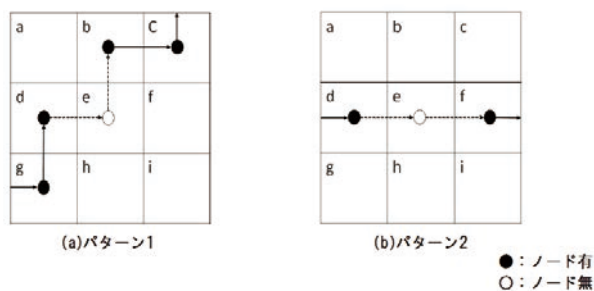 a b C
d e f
g h i
(a)パターン1
a b c
d e f
g h i
(b)パターン2
●：ノード有
○：ノード無